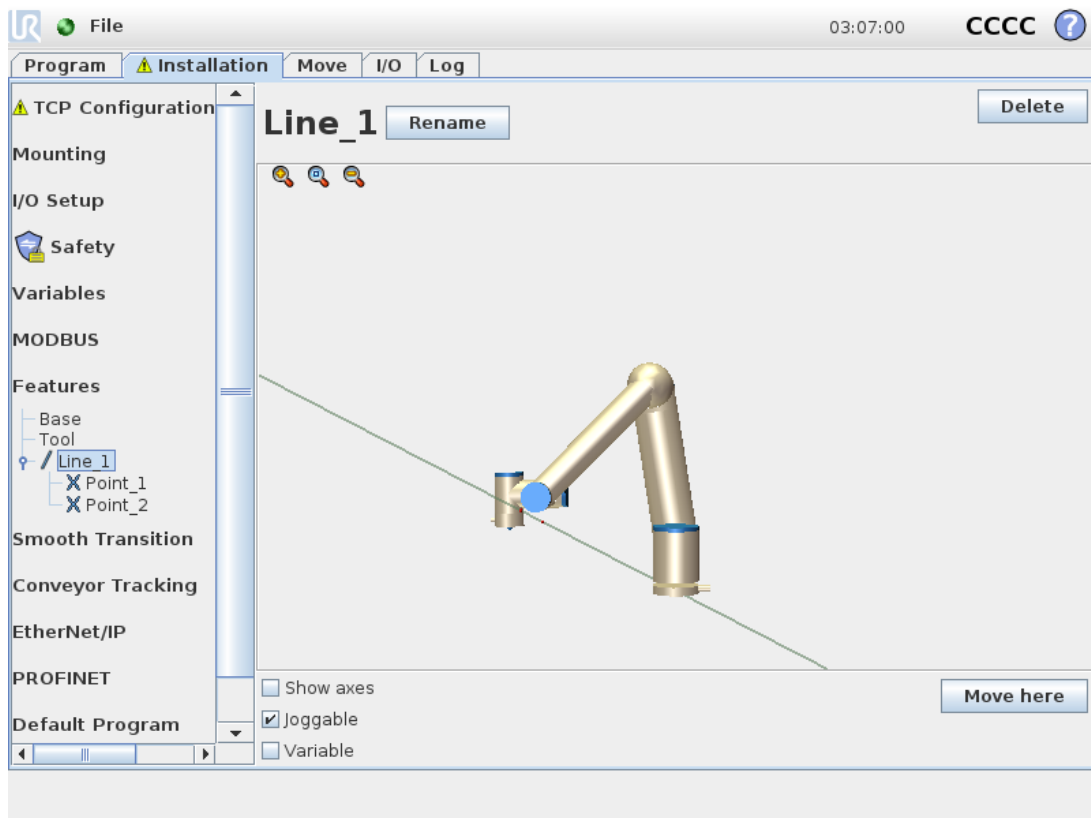 UR File 03:07:00 CCCC ?
Program Installation Move I/O Log
TCP Configuration
Mounting
I/O Setup
Safety
Variables
MODBUS
Features
Base
Tool
Line_1
Point_1
Point_2
Smooth Transition
Conveyor Tracking
EtherNet/IP
PROFINET
Default Program
Line_1 Rename Delete
Show axes
Joggable
Variable
Move here